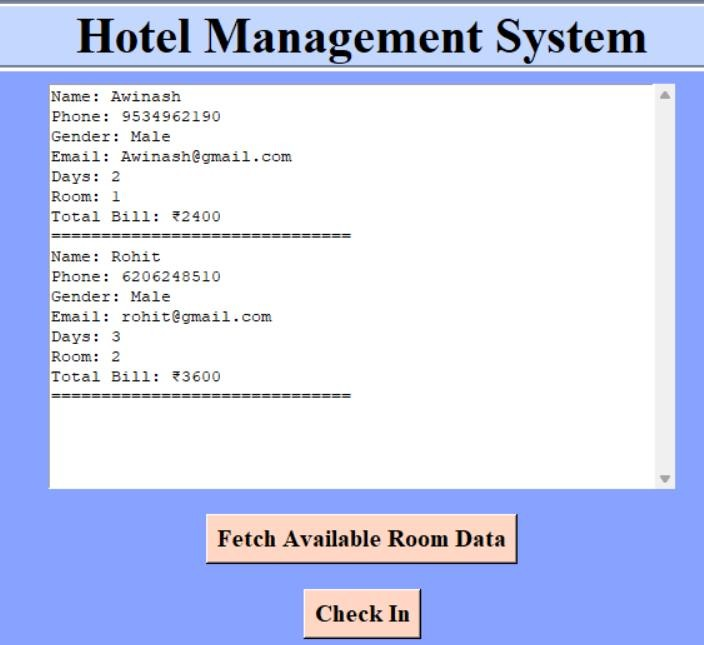 Hotel Management System
Name: Awinash
Phone: 9534962190
Gender: Male
Email: Awinash@gmail.com
Days: 2
Room: 1
Total Bill: ₹2400
==============================
Name: Rohit
Phone: 6206248510
Gender: Male
Email: rohit@gmail.com
Days: 3
Room: 2
Total Bill: ₹3600
==============================
Fetch Available Room Data
Check In